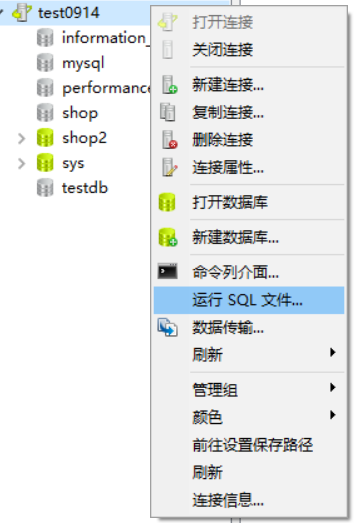 test0914
information_
mysql
performance
shop
shop2
sys
testdb
打开连接
关闭连接
新建连接...
复制连接...
删除连接
连接属性...
打开数据库
新建数据库...
命令列介面...
运行 SQL 文件...
数据传输...
刷新
管理组
颜色
前往设置保存路径
刷新
连接信息...